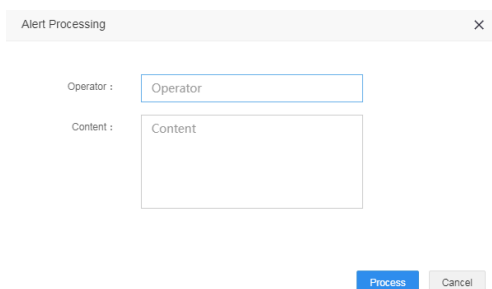 Alert Processing
Operator :
Operator
Content :
Content
Process
Cancel